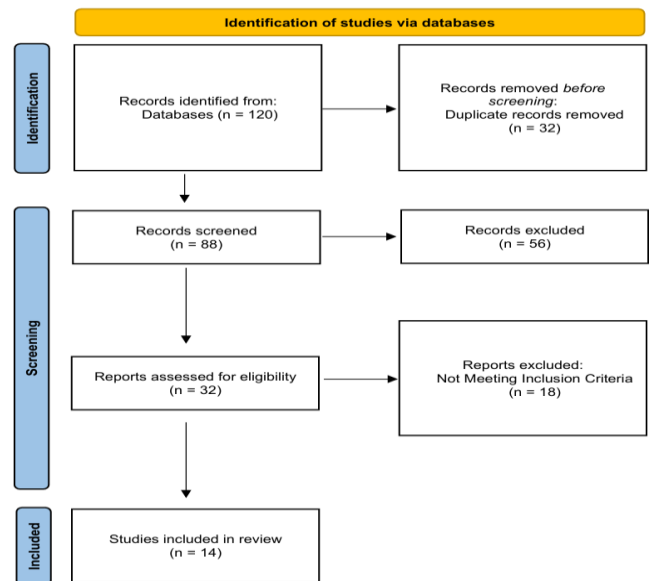 Identification of studies via databases
Identification
Records identified from:
Databases (n = 120)
Records removed before
screening:
Duplicate records removed
(n = 32)
Screening
Records screened
(n = 88)
Records excluded
(n = 56)
Reports assessed for eligibility
(n = 32)
Reports excluded:
Not Meeting Inclusion Criteria
(n = 18)
Included
Studies included in review
(n = 14)